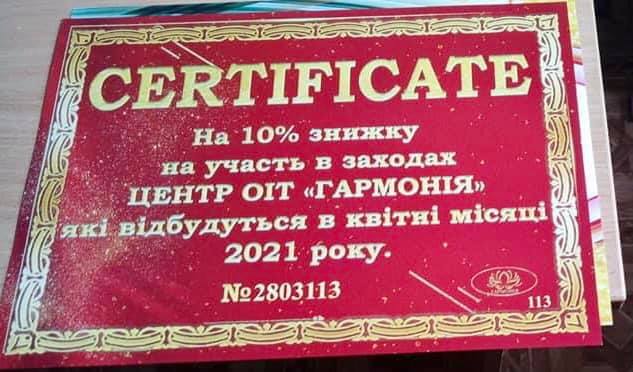 CERTIFICATE
На 10% знижку
на участь в заходах
ЦЕНТР ОІТ «ГАРМОНІЯ»
які відбудуться в квітні місяці
2021 року.
№2803113
113